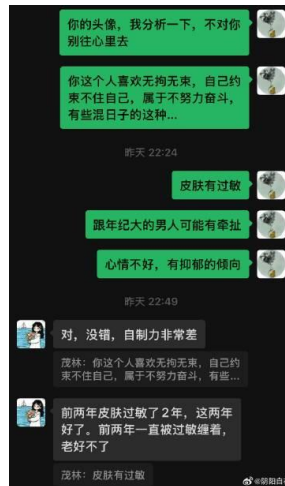 你的头像，我分析一下，不对你
别往心里去
你这个人喜欢无拘无束，自己约
束不住自己，属于不努力奋斗，
有些混日子的这种...
昨天 22:24
皮肤有过敏
跟年纪大的男人可能有牵扯
心情不好，有抑郁的倾向
昨天 22:49
对，没错，自制力非常差
茂林：你这个人喜欢无拘无束，自己约
束不住自己，属于不努力奋斗，有些...
前两年皮肤过敏了2年，这两年
好了。前两年一直被过敏缠着，
老好不了
茂林：皮肤有过敏